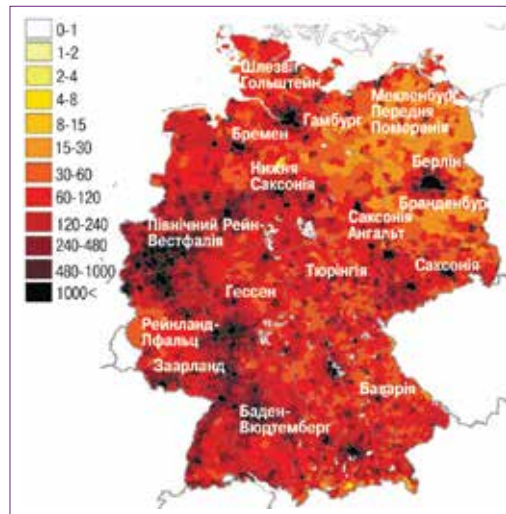 0-1
1-2
2-4
4-8
8-15
15-30
30-60
60-120
120-240
240-480
480-1000
1000<
Шлезвіг-
Гольштейн
Мекленбург
Передня
Померанія
Гамбург
Бремен
Берлін
Нижня
Саксонія
Бранденбург
Саксонія
Ангальт
Північний Рейн-
Вестфалія
Саксонія
Тюрінгія
Гессен
Рейнланд-
Пфальц
Заарланд
Баварія
Баден-
Вюртемберг